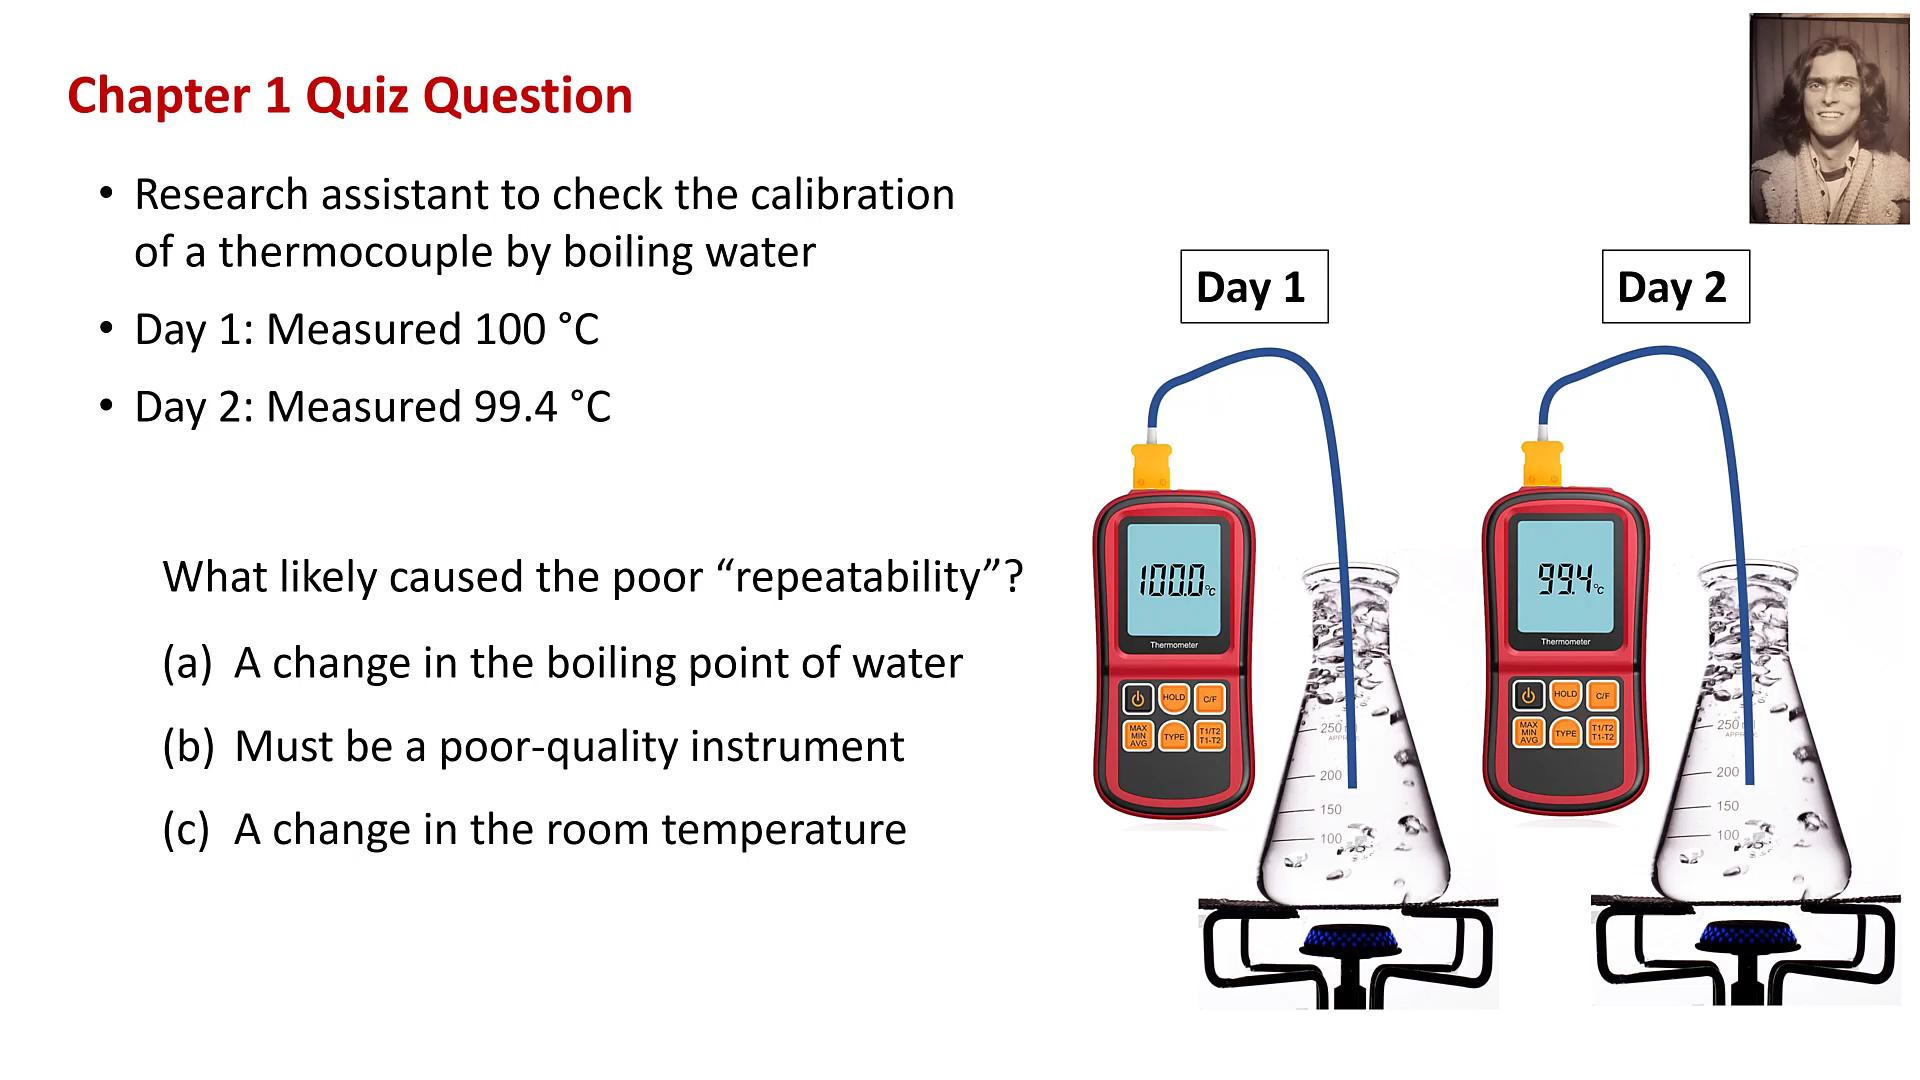 Chapter 1 Quiz Question
• Research assistant to check the calibration
of a thermocouple by boiling water
• Day 1: Measured 100 °C
• Day 2: Measured 99.4 °C
What likely caused the poor “repeatability”?
(a) A change in the boiling point of water
(b) Must be a poor-quality instrument
(c) A change in the room temperature
Day 1
100.0 °C
Thermometer
HOLD
C/F
MAX
MIN
AVG
TYPE
T1/T2
T1-T2
250
200
150
100
Day 2
99.4 °C
Thermometer
HOLD
C/F
MAX
MIN
AVG
TYPE
T1/T2
T1-T2
250
200
150
100